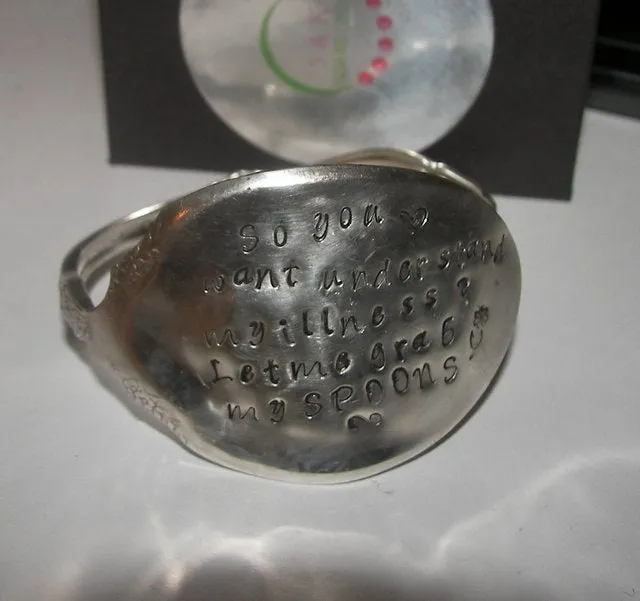 So you
want understand
my illness ?
Let me grab
my SPOONS